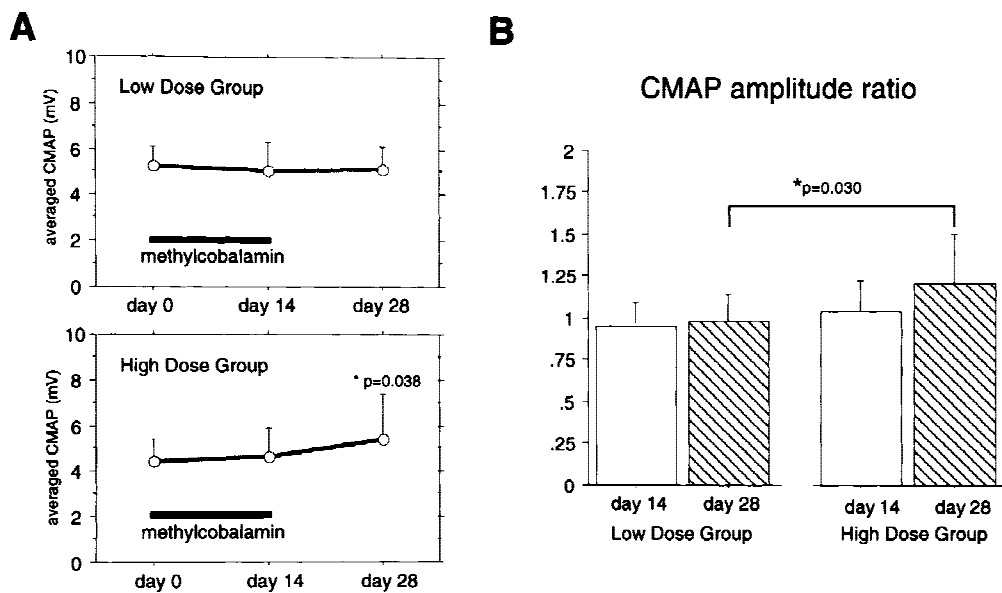 A
10
8
6
4
2
0
averaged CMAP (mV)
Low Dose Group
methylcobalamin
day 0 day 14 day 28
10
8
6
4
2
0
averaged CMAP (mV)
High Dose Group
* p=0.038
methylcobalamin
day 0 day 14 day 28
B
CMAP amplitude ratio
2
1.75
1.5
1.25
1
.75
.5
.25
0
*p=0.030
day 14 day 28 day 14 day 28
Low Dose Group High Dose Group